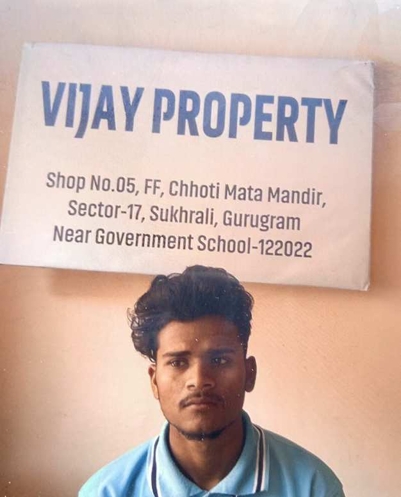 VIJAY PROPERTY
Shop No.05, FF, Chhoti Mata Mandir,
Sector-17, Sukhrali, Gurugram
Near Government School-122022